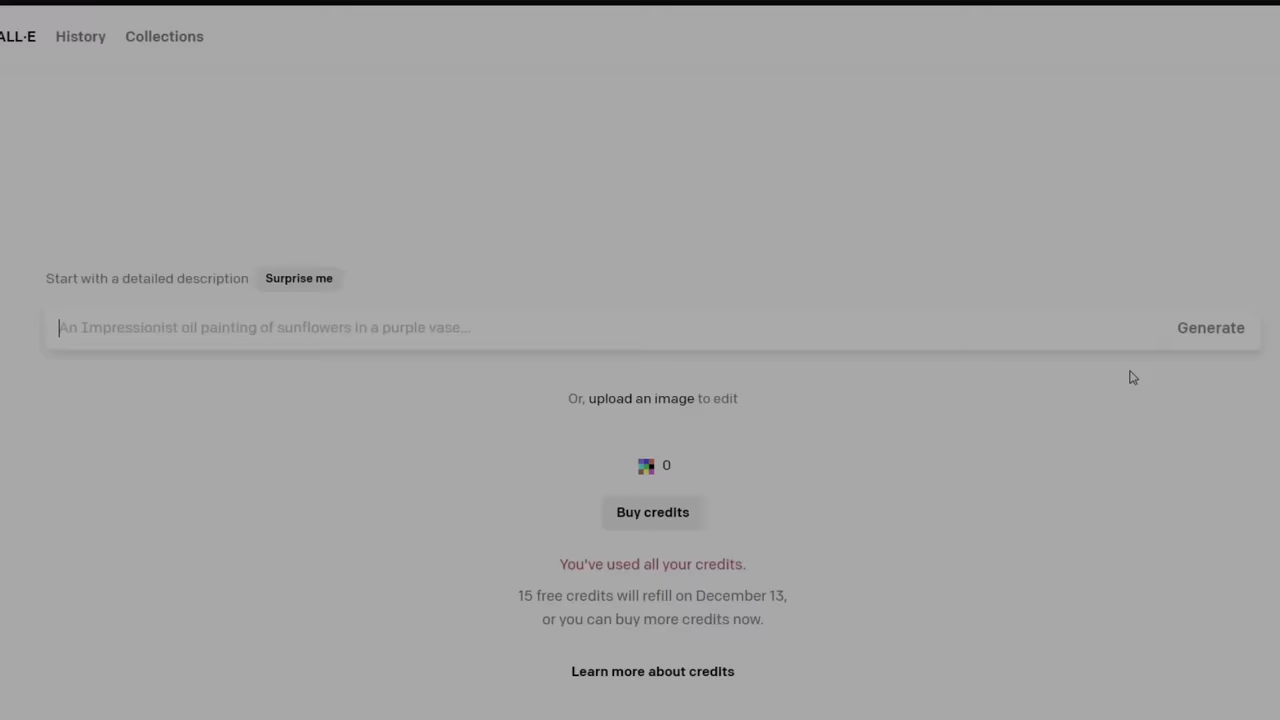 ALL·E History Collections
Start with a detailed description Surprise me
An Impressionist oil painting of sunflowers in a purple vase... Generate
Or, upload an image to edit
0
Buy credits
You've used all your credits.
15 free credits will refill on December 13,
or you can buy more credits now.
Learn more about credits